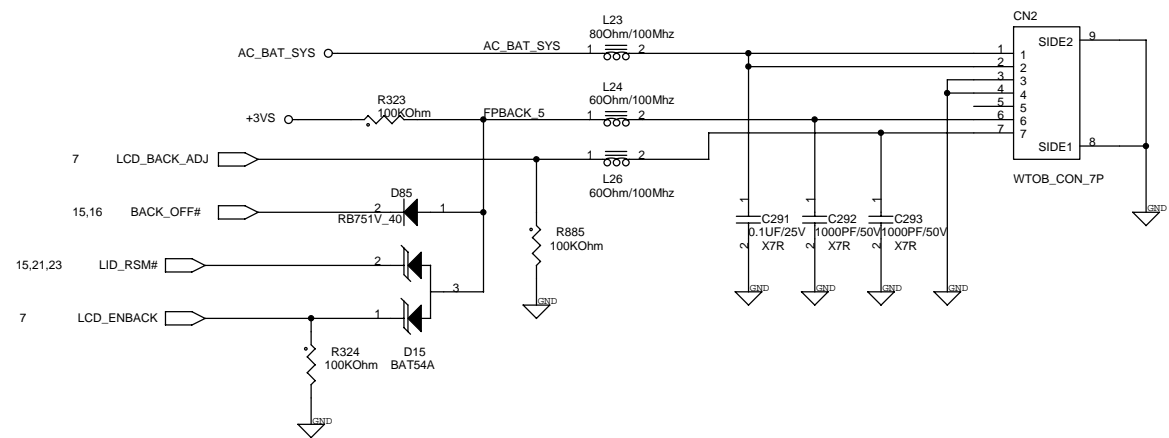 L23
80Ohm/100Mhz
AC_BAT_SYS
AC_BAT_SYS
1 2
CN2
SIDE2 9
1 1
2 2
3 3
4 4
5 5
6 6
7 7
SIDE1 8
WTOB_CON_7P
GND
+3VS
R323
100KOhm
FPBACK_5
L24
60Ohm/100Mhz
1 2
7 LCD_BACK_ADJ
1 2
L26
60Ohm/100Mhz
15,16 BACK_OFF#
D85
2 1
RB751V_40
R885
100KOhm
GND
1
C291
0.1UF/25V
2 X7R
GND
1
C292
1000PF/50V
2 X7R
GND
1
C293
1000PF/50V
2 X7R
GND
GND
15,21,23 LID_RSM#
2
3
7 LCD_ENBACK
1
D15
BAT54A
R324
100KOhm
GND